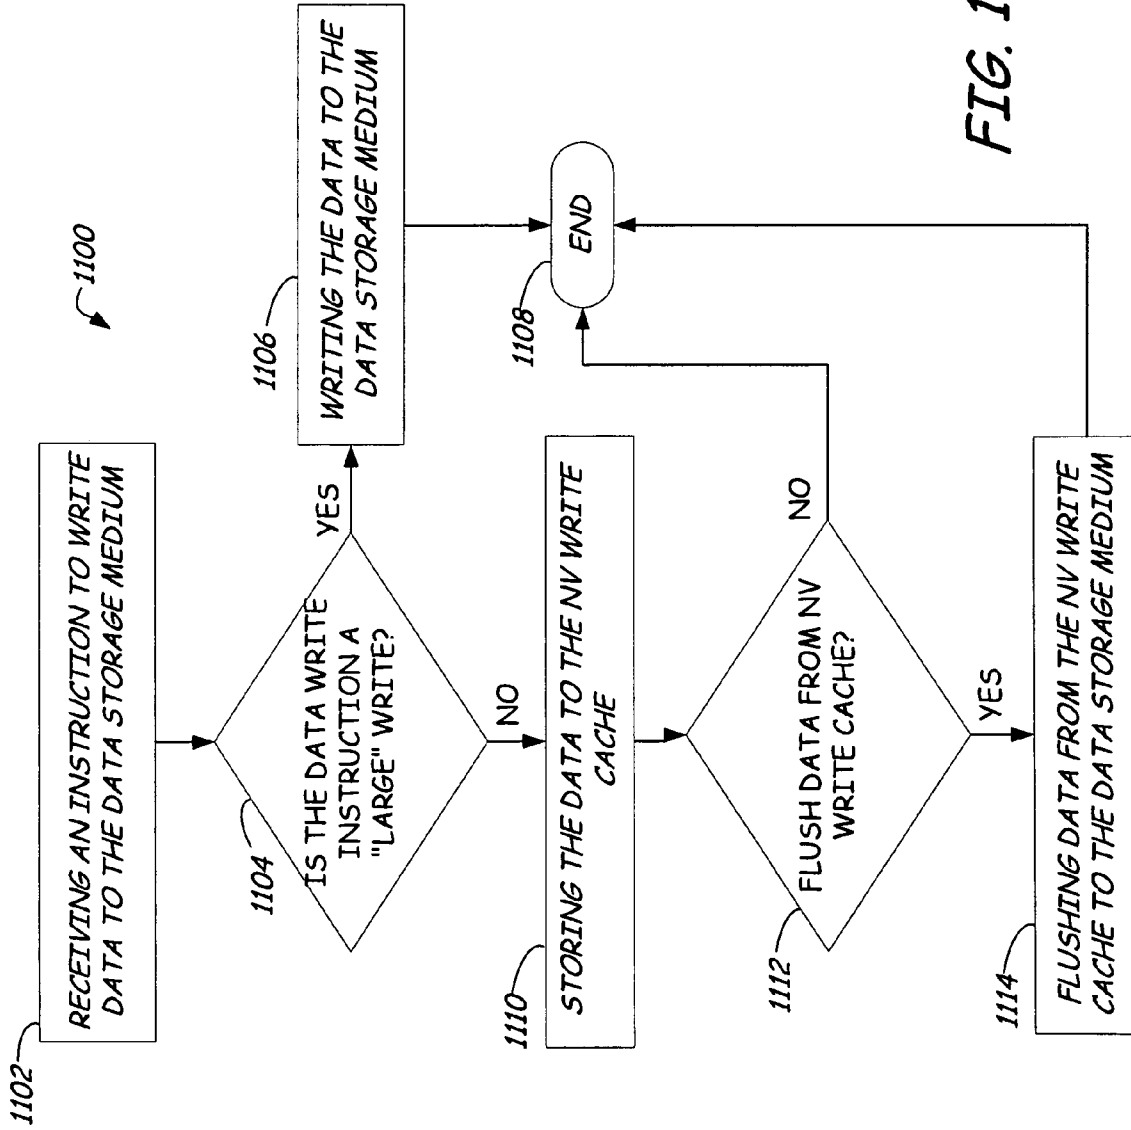 1100
1102
RECEIVING AN INSTRUCTION TO WRITE
DATA TO THE DATA STORAGE MEDIUM
1104
IS THE DATA WRITE
INSTRUCTION A
"LARGE" WRITE?
YES
1106
WRITING THE DATA TO THE
DATA STORAGE MEDIUM
NO
1108
END
1110
STORING THE DATA TO THE NV WRITE
CACHE
1112
FLUSH DATA FROM NV
WRITE CACHE?
NO
YES
1114
FLUSHING DATA FROM THE NV WRITE
CACHE TO THE DATA STORAGE MEDIUM
FIG. 1